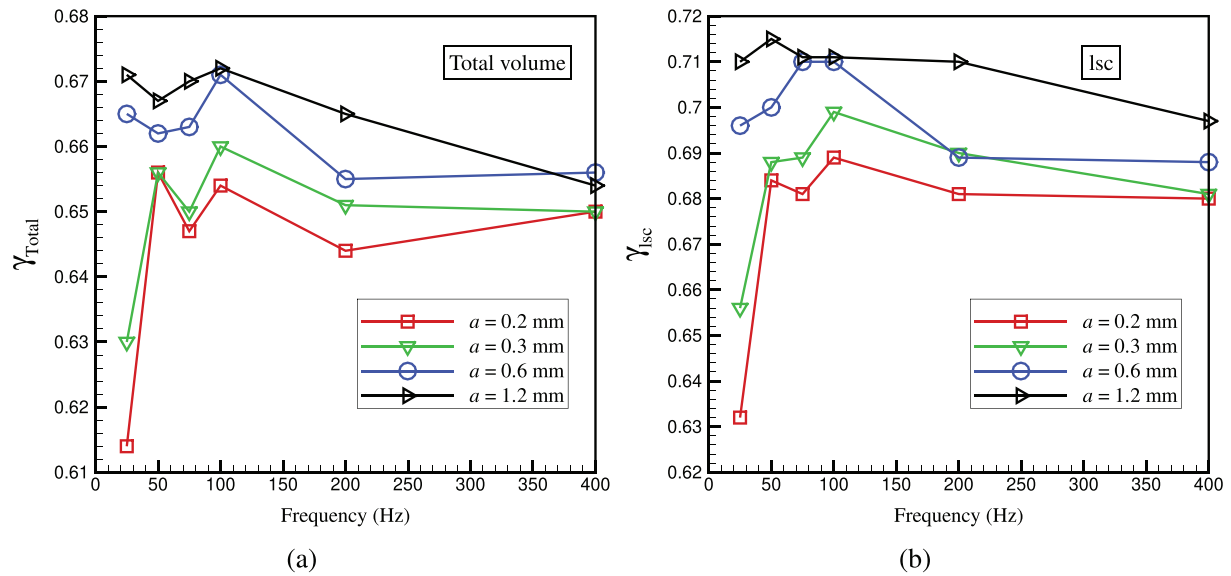 0.68
0.67
0.66
0.65
0.64
0.63
0.62
0.61
γTotal
Total volume
a = 0.2 mm
a = 0.3 mm
a = 0.6 mm
a = 1.2 mm
0 50 100 150 200 250 300 350 400
Frequency (Hz)
(a)
0.72
0.71
0.7
0.69
0.68
0.67
0.66
0.65
0.64
0.63
0.62
γlsc
lsc
a = 0.2 mm
a = 0.3 mm
a = 0.6 mm
a = 1.2 mm
0 50 100 150 200 250 300 350 400
Frequency (Hz)
(b)